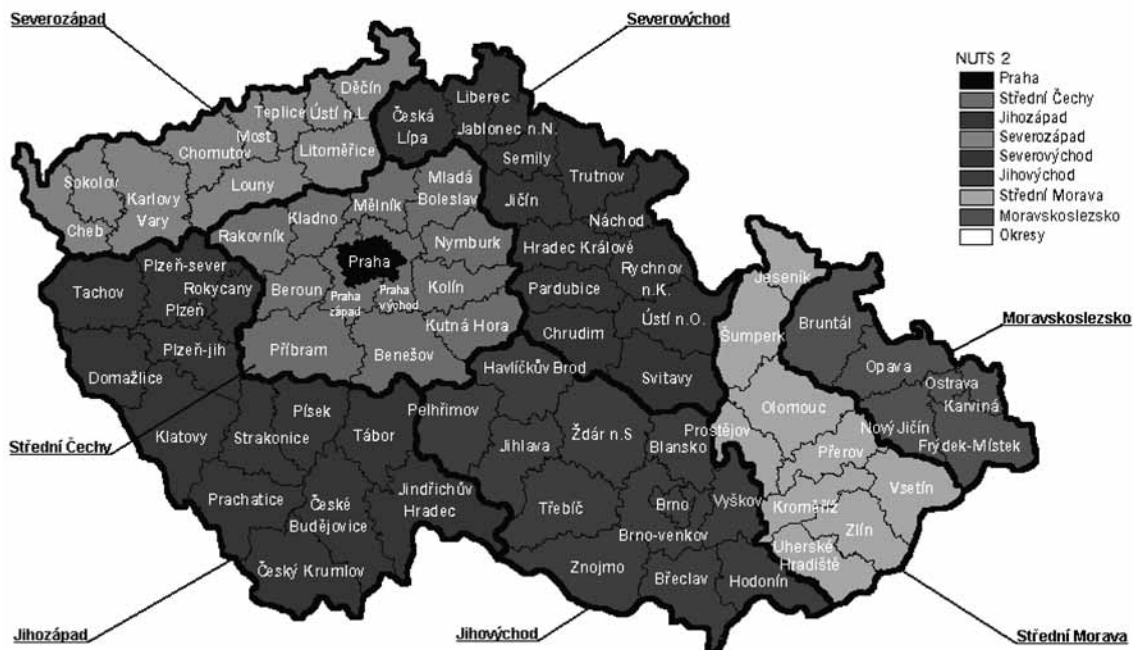 Severozápad
Severovýchod
NUTS 2
Praha
Střední Čechy
Jihozápad
Severozápad
Severovýchod
Jihovýchod
Střední Morava
Moravskoslezsko
Okresy
Děčín
Teplice
Ústí n.L.
Most
Chomutov
Litoměřice
Sokolov
Karlovy
Vary
Louny
Cheb
Česká
Lípa
Liberec
Jablonec n.N.
Semily
Trutnov
Jičín
Náchod
Hradec Králové
Rychnov
n.K.
Pardubice
Ústí n.O.
Chrudim
Svitavy
Mladá
Boleslav
Mělník
Kladno
Rakovník
Nymburk
Praha
Beroun
Praha
západ
Praha
východ
Kolín
Kutná Hora
Příbram
Benešov
Plzeň-sever
Rokycany
Tachov
Plzeň
Plzeň-jih
Domažlice
Klatovy
Strakonice
Písek
Tábor
Prachatice
České
Budějovice
Jindřichův
Hradec
Český Krumlov
Havlíčkův Brod
Pelhřimov
Jihlava
Ždár n.S
Blansko
Třebíč
Brno
Vyškov
Brno-venkov
Znojmo
Břeclav
Hodonín
Jeseník
Šumperk
Olomouc
Prostějov
Přerov
Kroměříž
Vsetín
Zlín
Uherské
Hradiště
Bruntál
Opava
Ostrava
Karviná
Nový Jičín
Frýdek-Místek
Moravskoslezsko
Střední Čechy
Jihozápad
Jihovýchod
Střední Morava